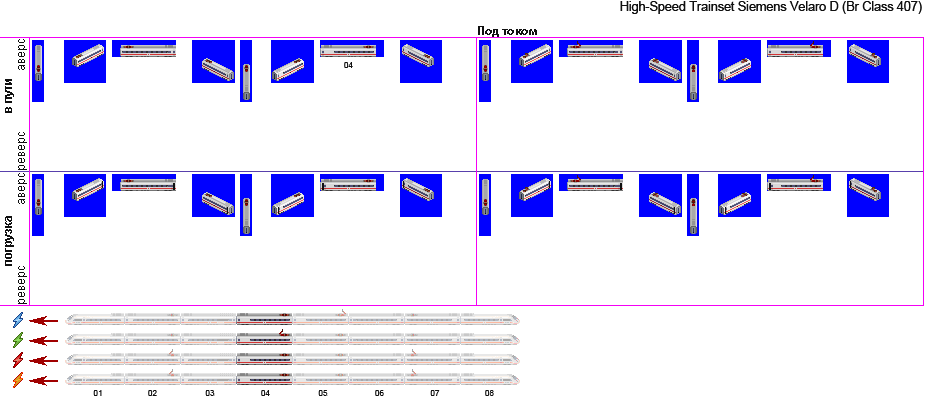 High-Speed Trainset Siemens Velaro D (Br Class 407)
Под током
в пути
аверс
04
реверс
погрузка
аверс
реверс
01 02 03 04 05 06 07 08